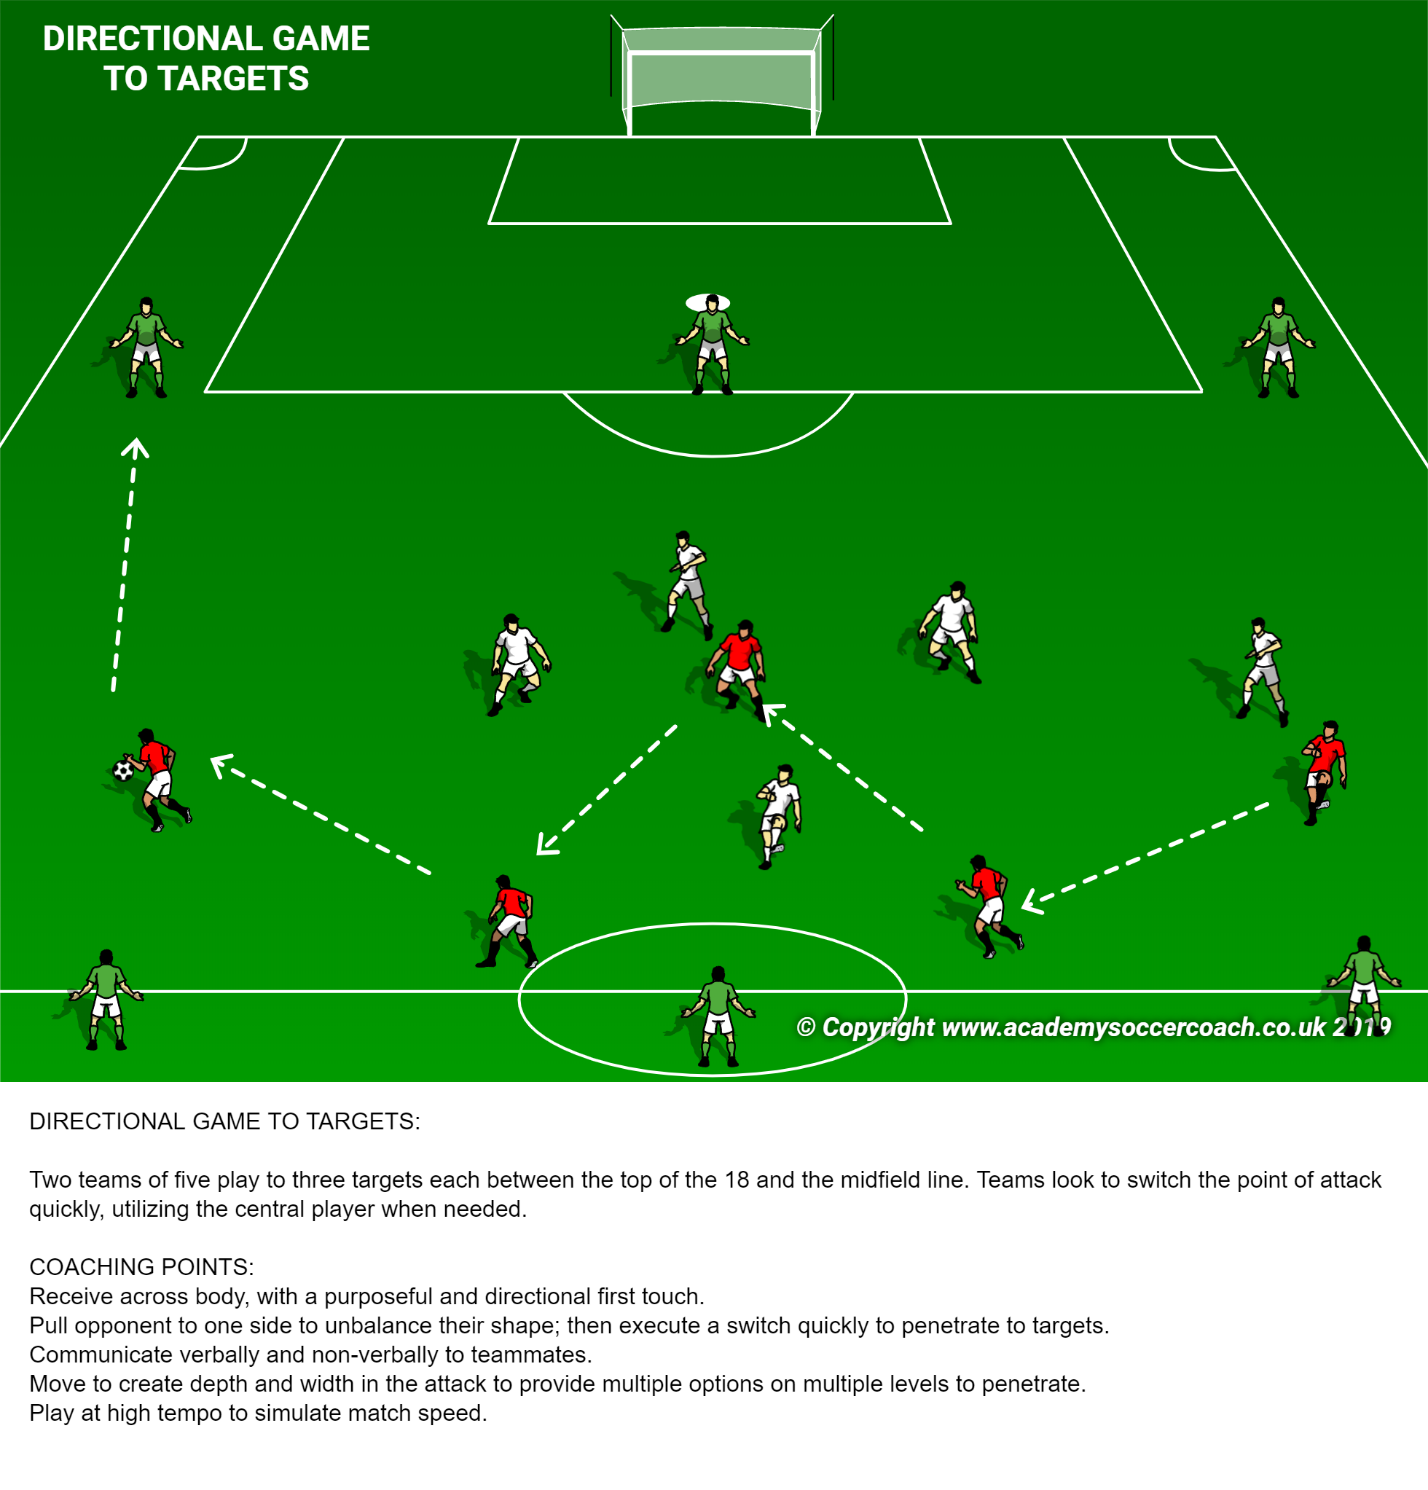 DIRECTIONAL GAME
TO TARGETS
© Copyright www.academysoccercoach.co.uk 2019
DIRECTIONAL GAME TO TARGETS:
Two teams of five play to three targets each between the top of the 18 and the midfield line. Teams look to switch the point of attack
quickly, utilizing the central player when needed.
COACHING POINTS:
Receive across body, with a purposeful and directional first touch.
Pull opponent to one side to unbalance their shape; then execute a switch quickly to penetrate to targets.
Communicate verbally and non-verbally to teammates.
Move to create depth and width in the attack to provide multiple options on multiple levels to penetrate.
Play at high tempo to simulate match speed.